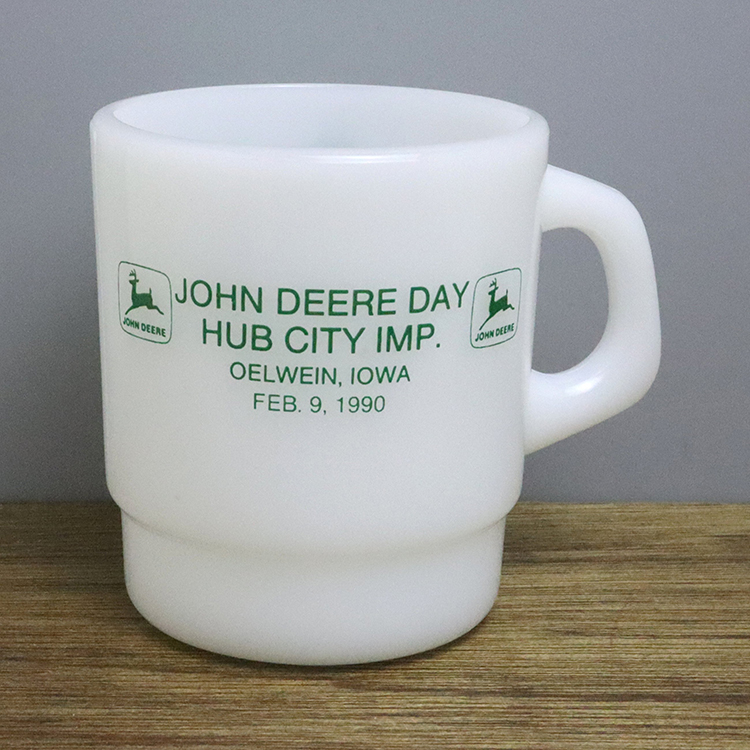 JOHN DEERE DAY
HUB CITY IMP.
OELWEIN, IOWA
FEB. 9, 1990
JOHN DEERE
JOHN DEERE